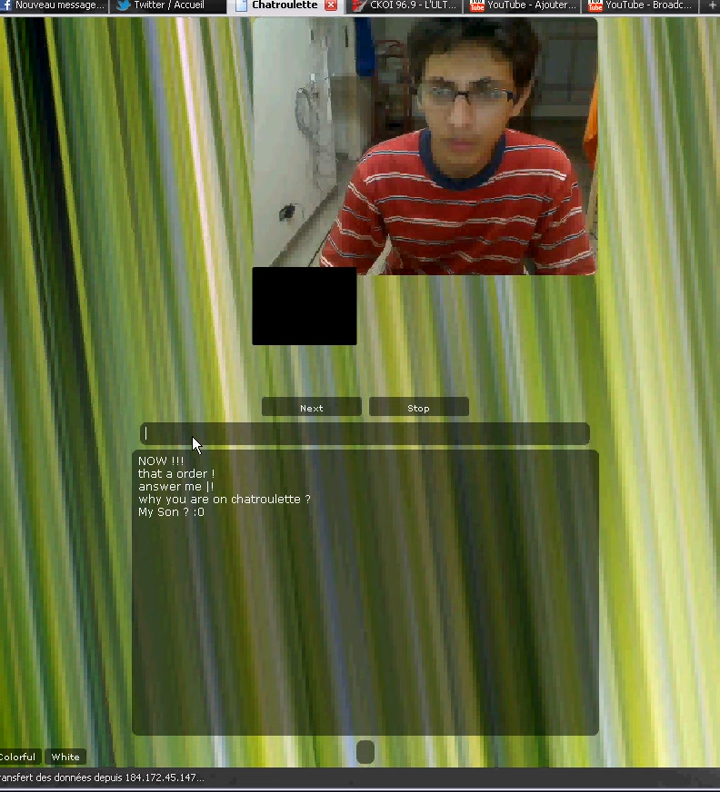 Nouveau message...
Twitter / Accueil
Chatroulette
CKOI 96.9 - L'ULT...
YouTube - Ajouter...
YouTube - Broadc...
Next
Stop
NOW !!!
that a order !
answer me |!
why you are on chatroulette ?
My Son ? :0
Colorful
White
ransfert des données depuis 184.172.45.147...